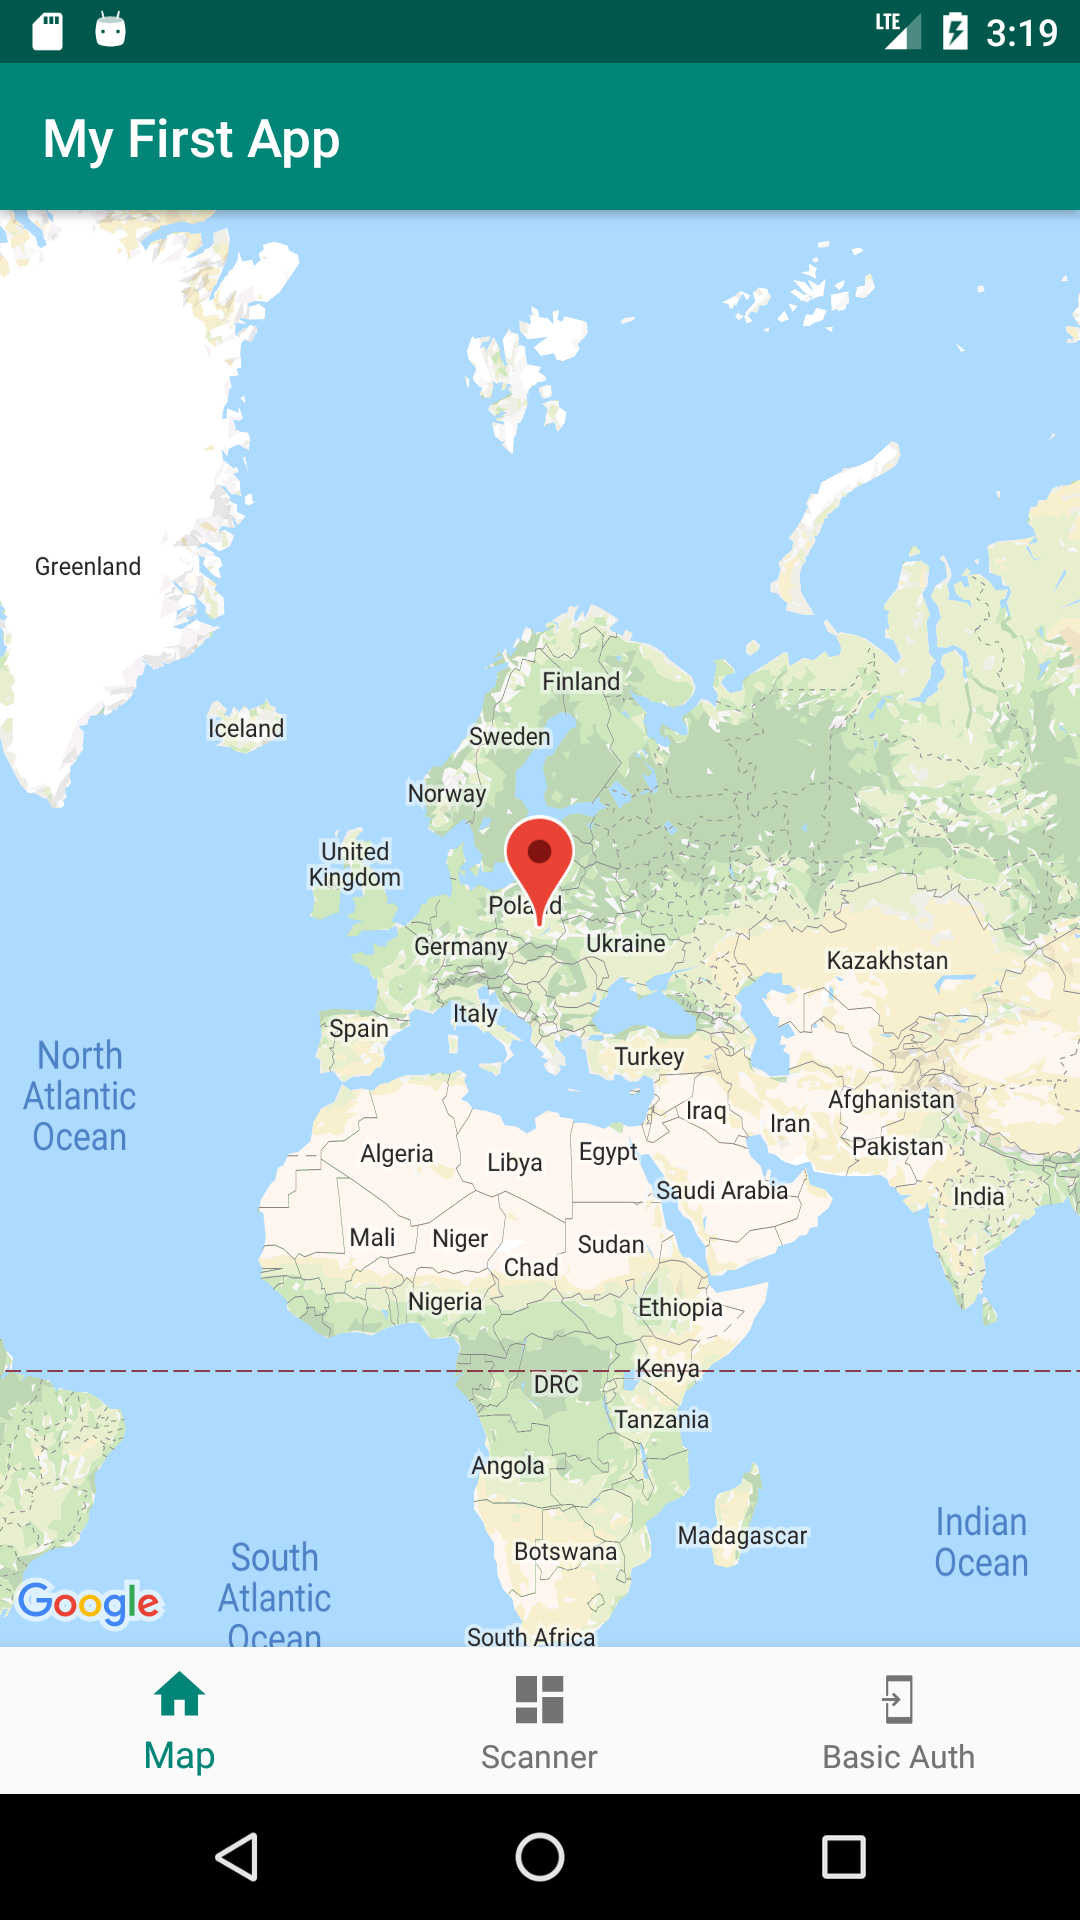 LTE 3:19
My First App
Greenland
Finland
Iceland
Sweden
Norway
United
Kingdom
Poland
Germany
Ukraine
Kazakhstan
Italy
Spain
North
Atlantic
Ocean
Turkey
Afghanistan
Iraq
Iran
Pakistan
Algeria
Libya
Egypt
Saudi Arabia
India
Mali
Niger
Sudan
Chad
Nigeria
Ethiopia
Kenya
DRC
Tanzania
Angola
Madagascar
Indian
Ocean
Botswana
South
Atlantic
Ocean
Google
South Africa
Map
Scanner
Basic Auth